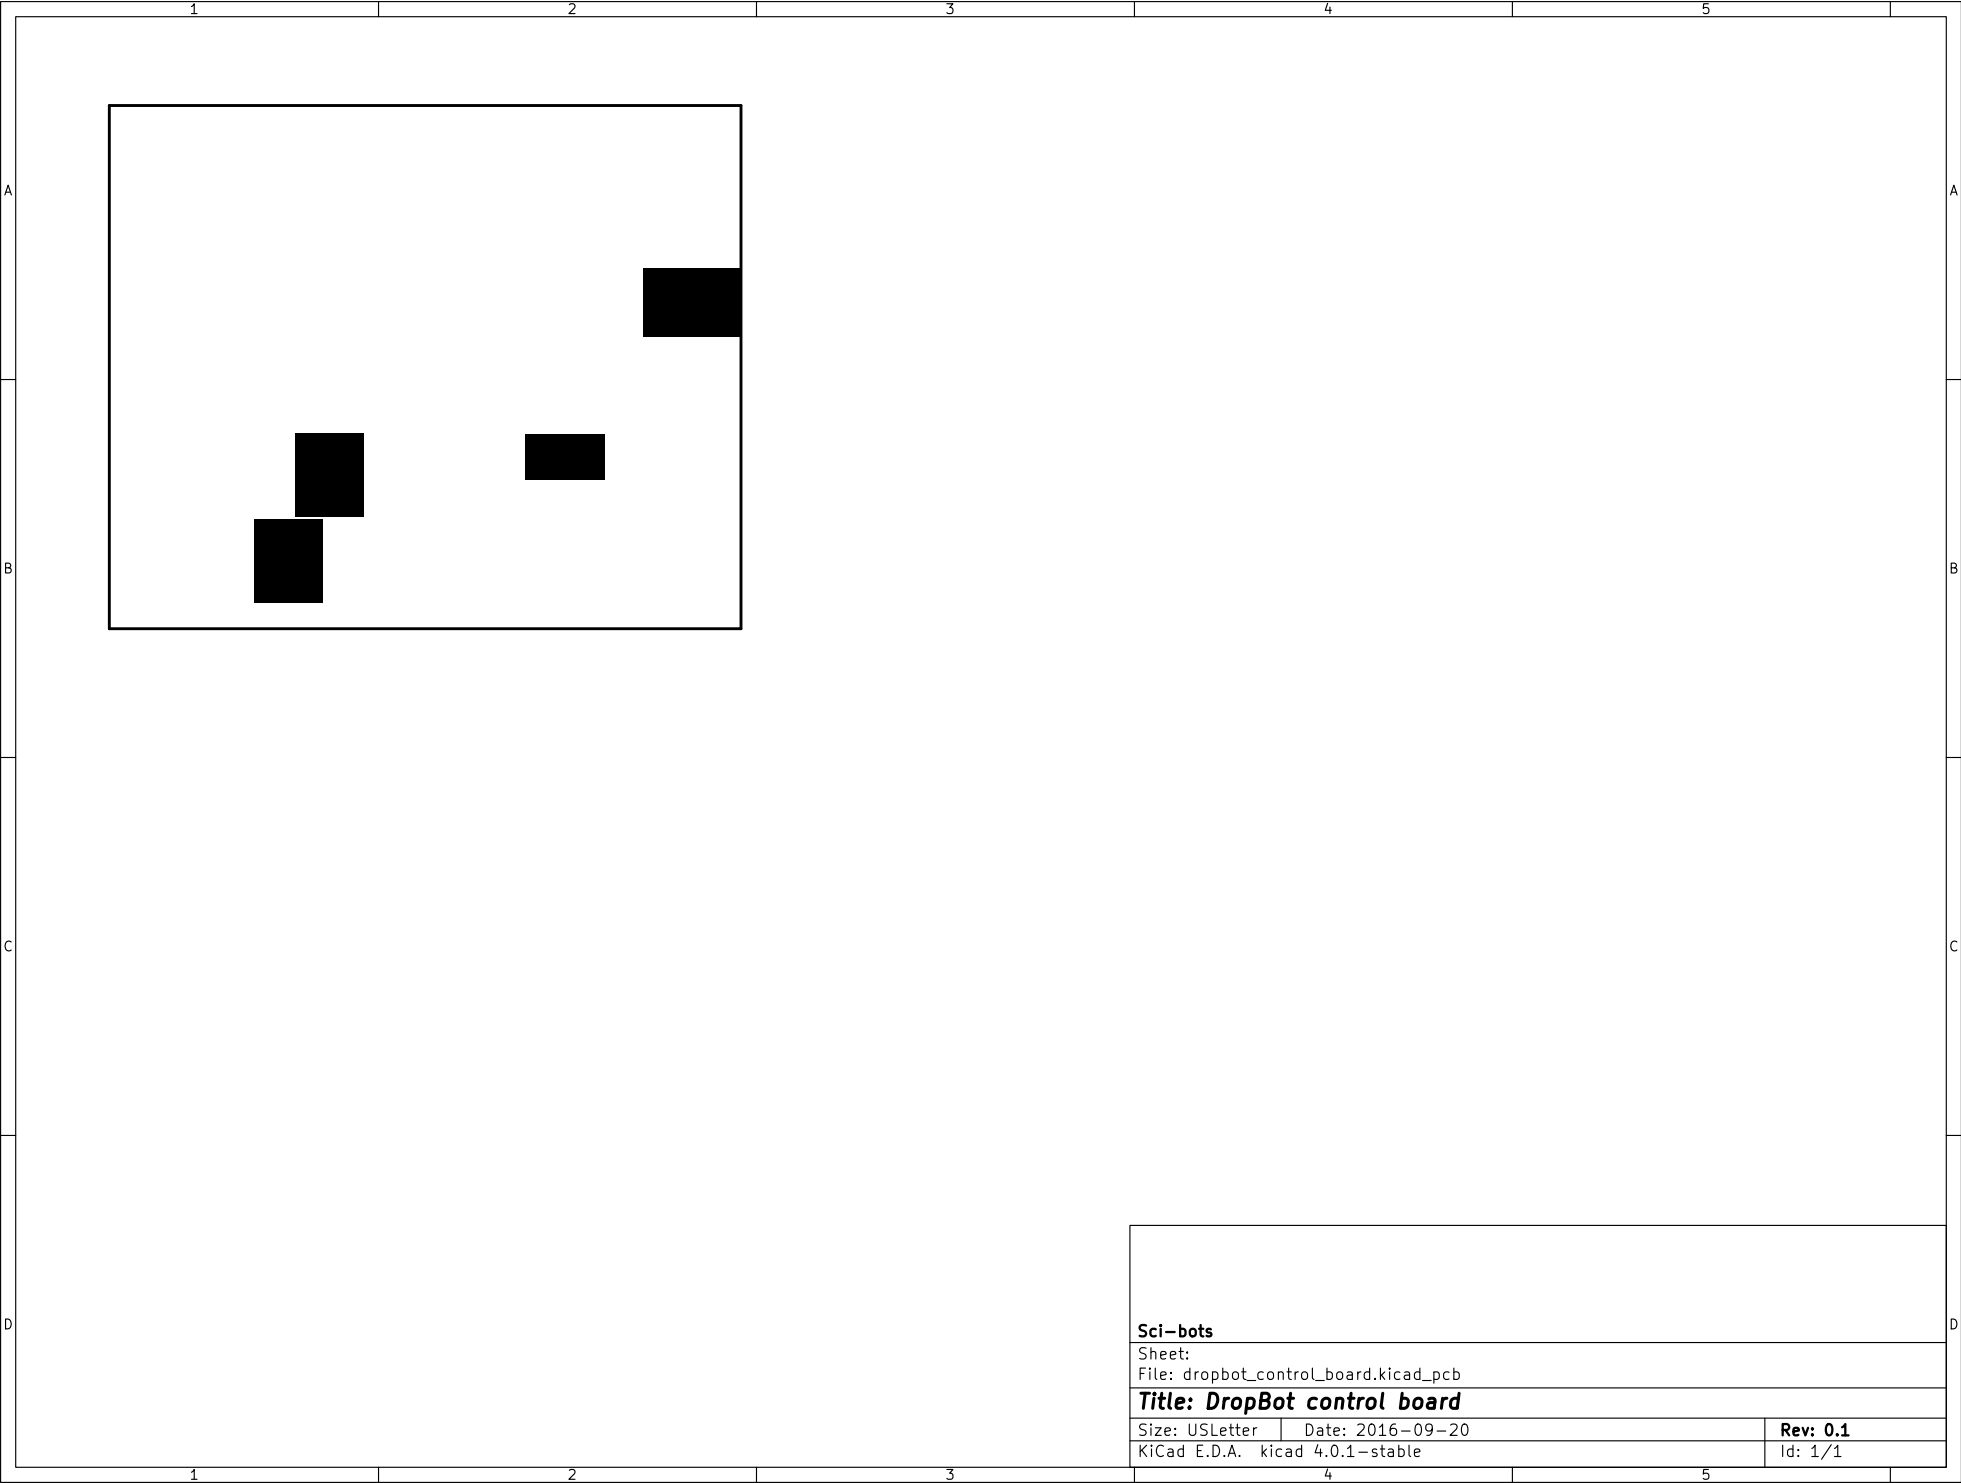 1 2 3 4 5
A A
B B
C C
D D
Sci-bots
Sheet:
File: dropbot_control_board.kicad_pcb
Title: DropBot control board
Size: USLetter Date: 2016-09-20 Rev: 0.1
KiCad E.D.A. kicad 4.0.1-stable Id: 1/1
1 2 3 4 5